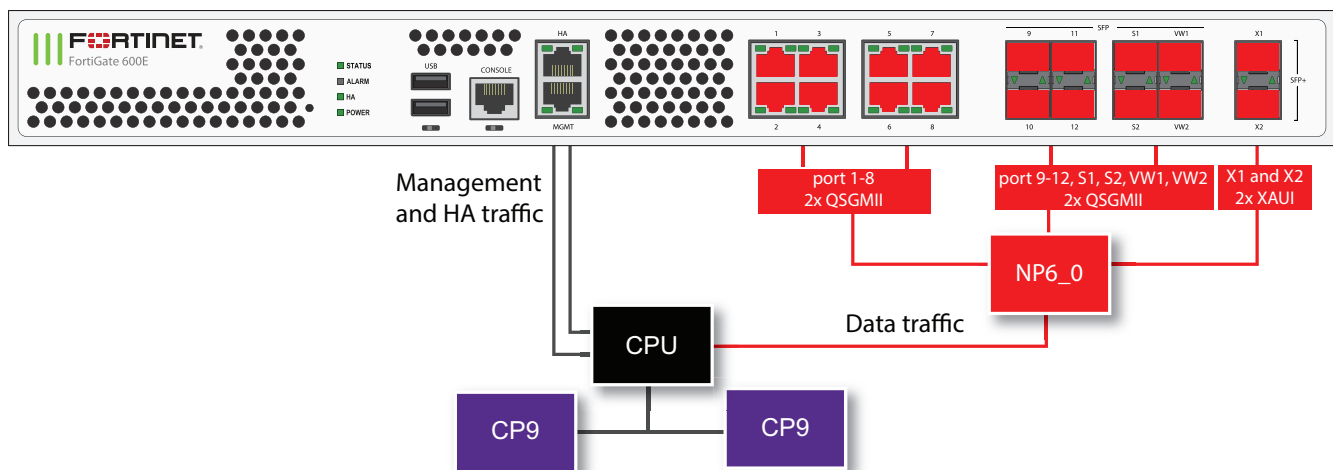 FORTINET
FortiGate 600E
STATUS
ALARM
HA
POWER
USB
CONSOLE
HA
MGMT
1 3
2 4
5 7
6 8
SFP
9 11 S1 VW1
10 12 S2 VW2
X1
X2
SFP+
Management
and HA traffic
port 1-8
2x QSGMII
port 9-12, S1, S2, VW1, VW2
2x QSGMII
X1 and X2
2x XAUI
NP6_0
Data traffic
CPU
CP9
CP9